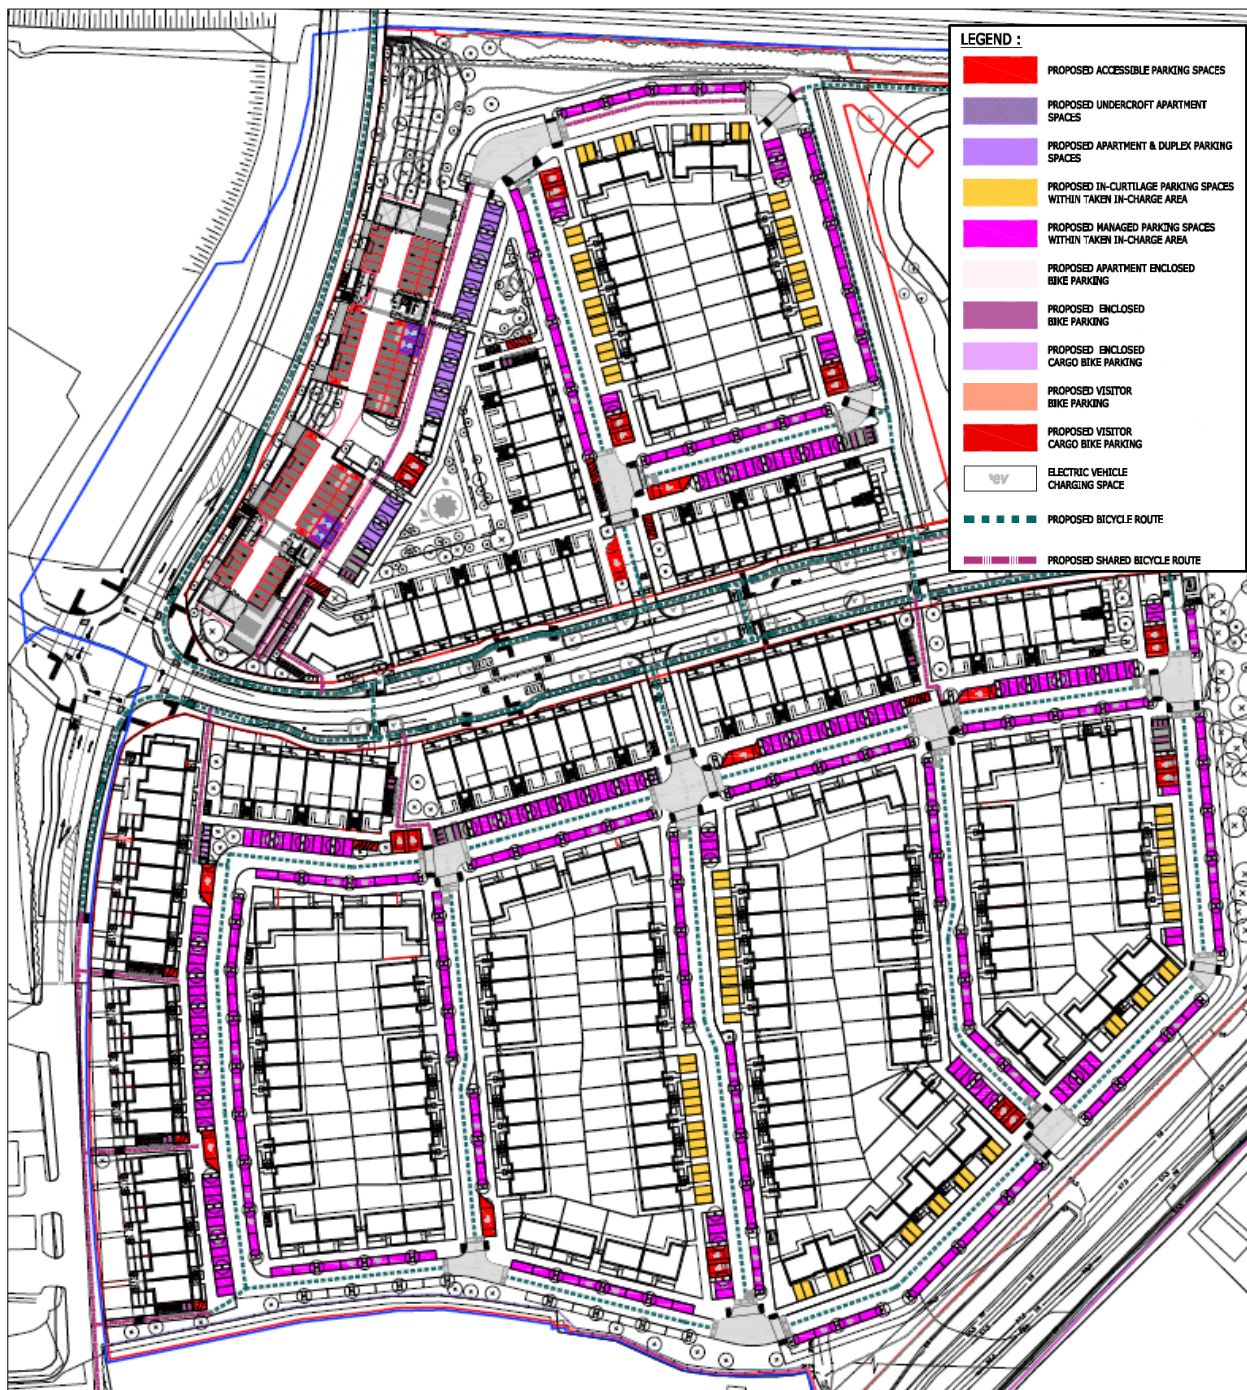 LEGEND :
PROPOSED ACCESSIBLE PARKING SPACES
PROPOSED UNDERCROFT APARTMENT
SPACES
PROPOSED APARTMENT & DUPLEX PARKING
SPACES
PROPOSED IN-CURTILAGE PARKING SPACES
WITHIN TAKEN IN-CHARGE AREA
PROPOSED MANAGED PARKING SPACES
WITHIN TAKEN IN-CHARGE AREA
PROPOSED APARTMENT ENCLOSED
BIKE PARKING
PROPOSED ENCLOSED
BIKE PARKING
PROPOSED ENCLOSED
CARGO BIKE PARKING
PROPOSED VISITOR
BIKE PARKING
PROPOSED VISITOR
CARGO BIKE PARKING
ev
ELECTRIC VEHICLE
CHARGING SPACE
PROPOSED BICYCLE ROUTE
PROPOSED SHARED BICYCLE ROUTE